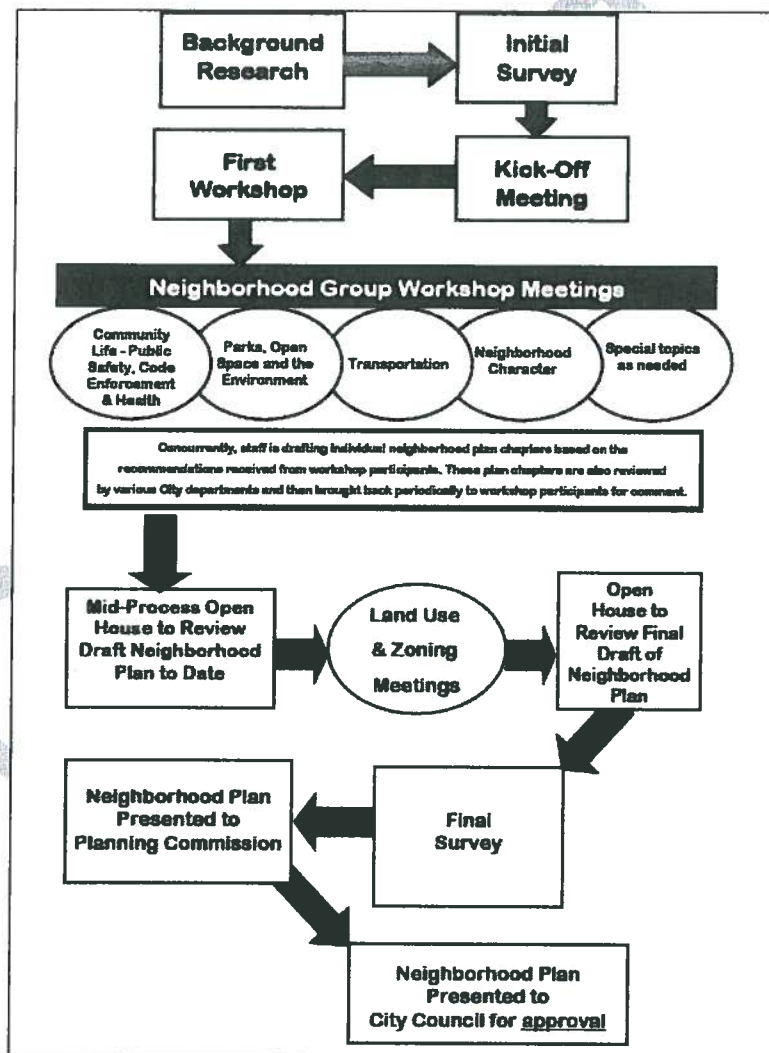 Background
Research
Initial
Survey
First
Workshop
Kick-Off
Meeting
Neighborhood Group Workshop Meetings
Community
Life - Public
Safety, Code
Enforcement
& Health
Parks, Open
Space and the
Environment
Transportation
Neighborhood
Character
Special topics
as needed
Concurrently, staff is drafting individual neighborhood plan chapters based on the
recommendations received from workshop participants. These plan chapters are also reviewed
by various City departments and then brought back periodically to workshop participants for comment.
Mid-Process Open
House to Review
Draft Neighborhood
Plan to Date
Land Use
& Zoning
Meetings
Open
House to
Review Final
Draft of
Neighborhood
Plan
Neighborhood Plan
Presented to
Planning Commission
Final
Survey
Neighborhood Plan
Presented to
City Council for approval